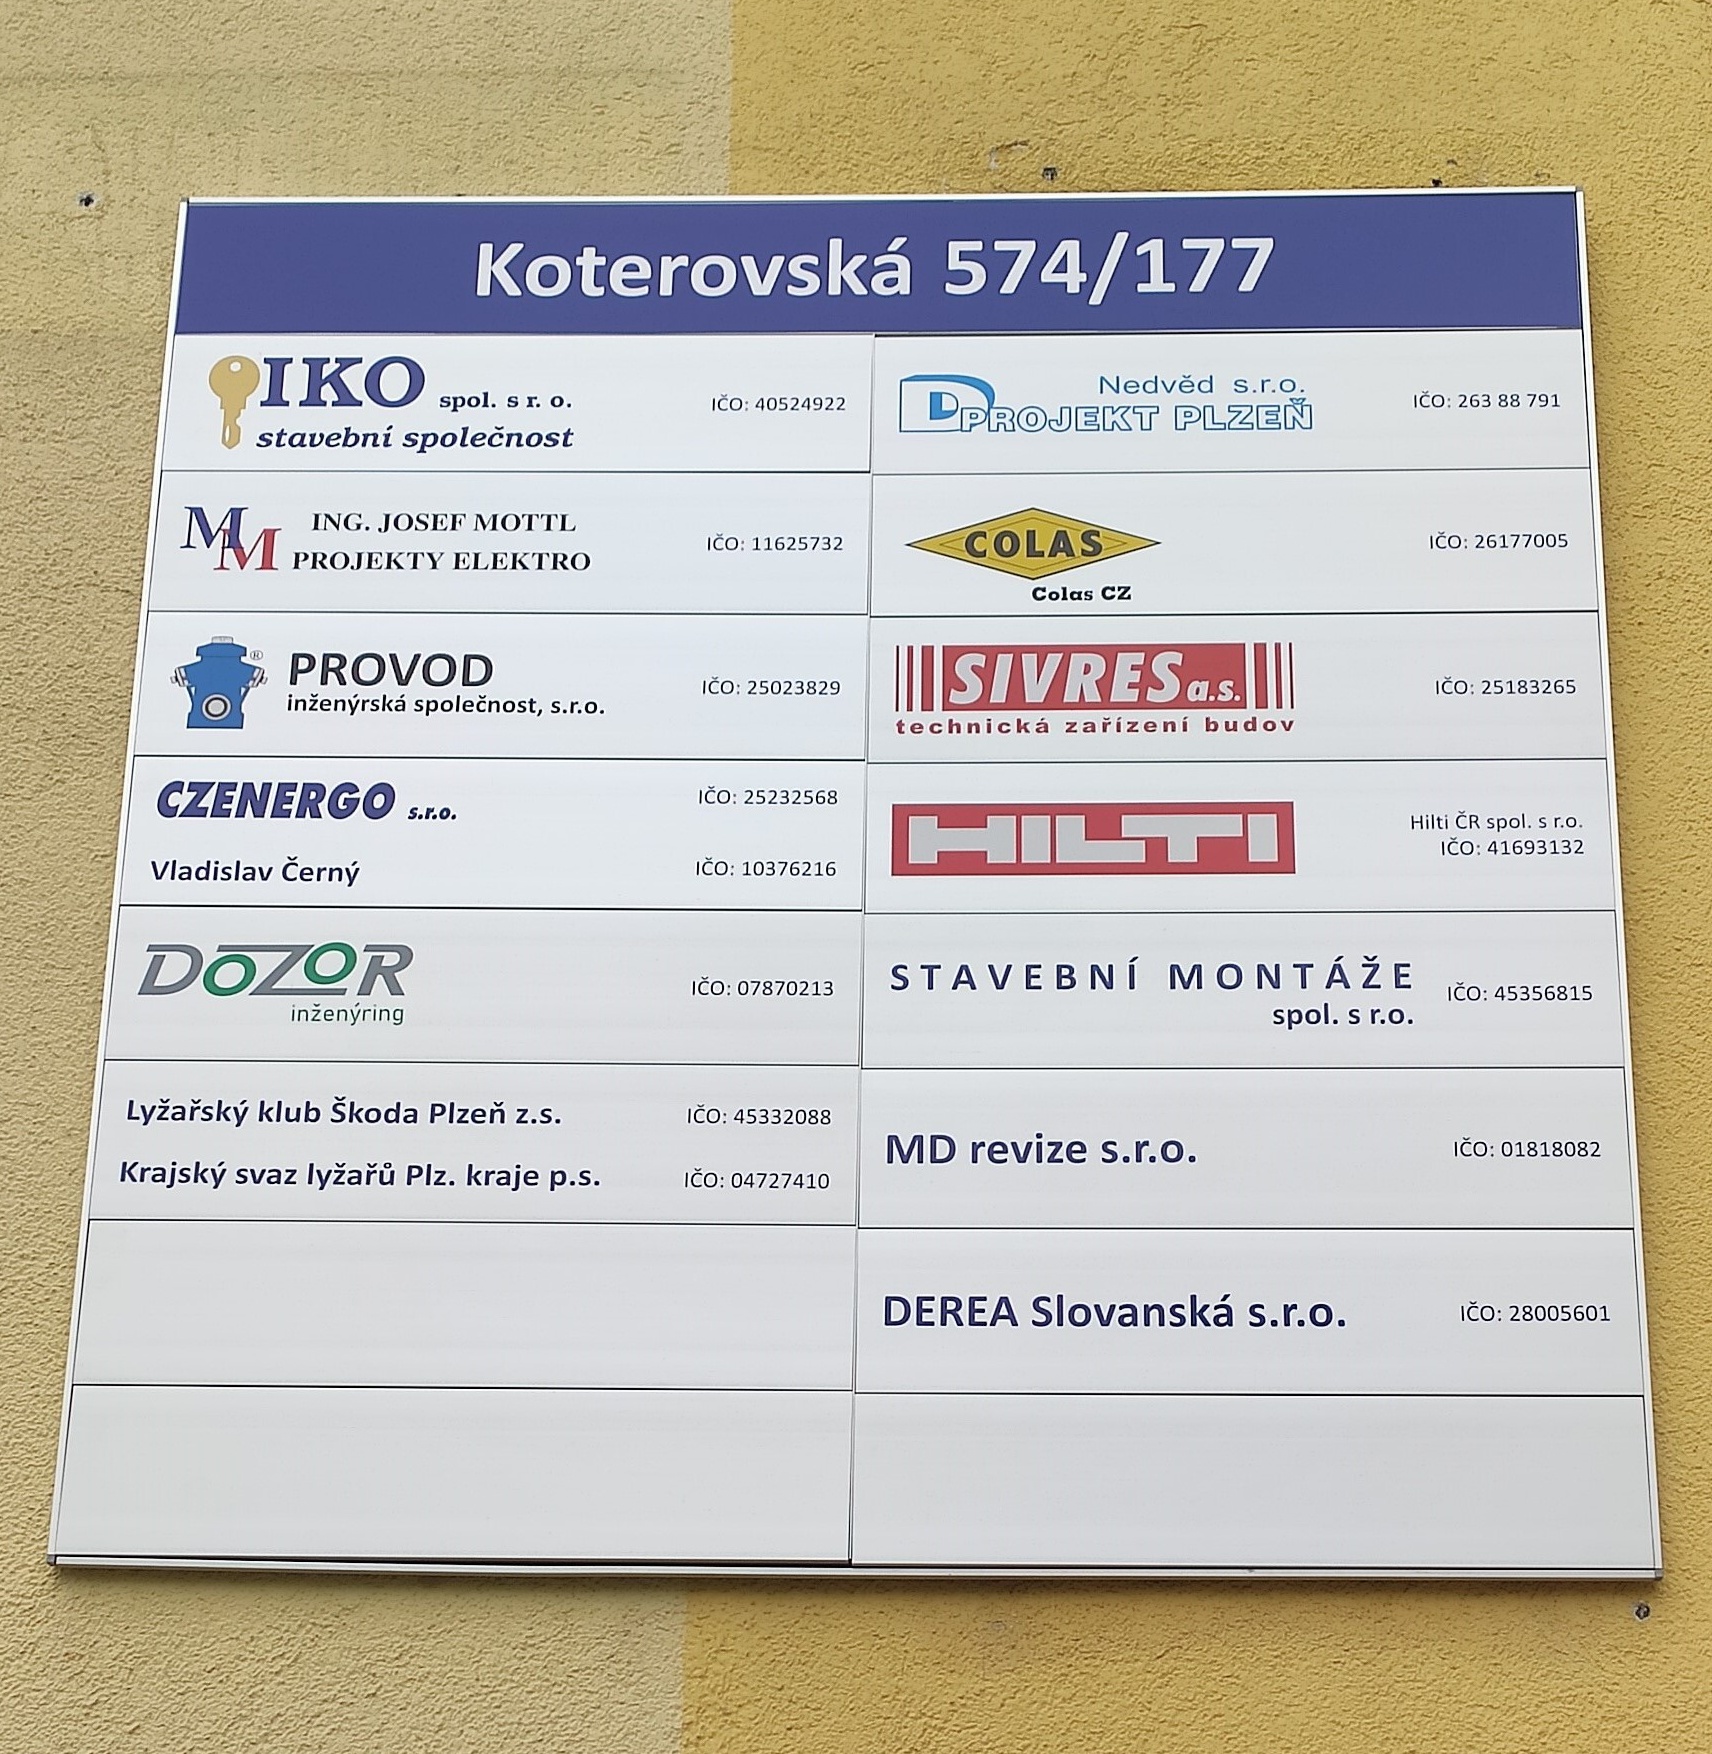 Koterovská 574/177
IKO spol. s r. o.
stavební společnost
IČO: 40524922
ING. JOSEF MOTTL
PROJEKTY ELEKTRO
IČO: 11625732
PROVOD ®
inženýrská společnost, s.r.o.
IČO: 25023829
CZENERGO s.r.o.
IČO: 25232568
Vladislav Černý
IČO: 10376216
DOZOR
inženýring
IČO: 07870213
Lyžařský klub Škoda Plzeň z.s.
IČO: 45332088
Krajský svaz lyžařů Plz. kraje p.s.
IČO: 04727410
Nedvěd s.r.o.
D PROJEKT PLZEŇ
IČO: 263 88 791
COLAS
Colas CZ
IČO: 26177005
SIVRES a.s.
technická zařízení budov
IČO: 25183265
HILTI
Hilti ČR spol. s r.o.
IČO: 41693132
STAVEBNÍ MONTÁŽE
spol. s r.o.
IČO: 45356815
MD revize s.r.o.
IČO: 01818082
DEREA Slovanská s.r.o.
IČO: 28005601